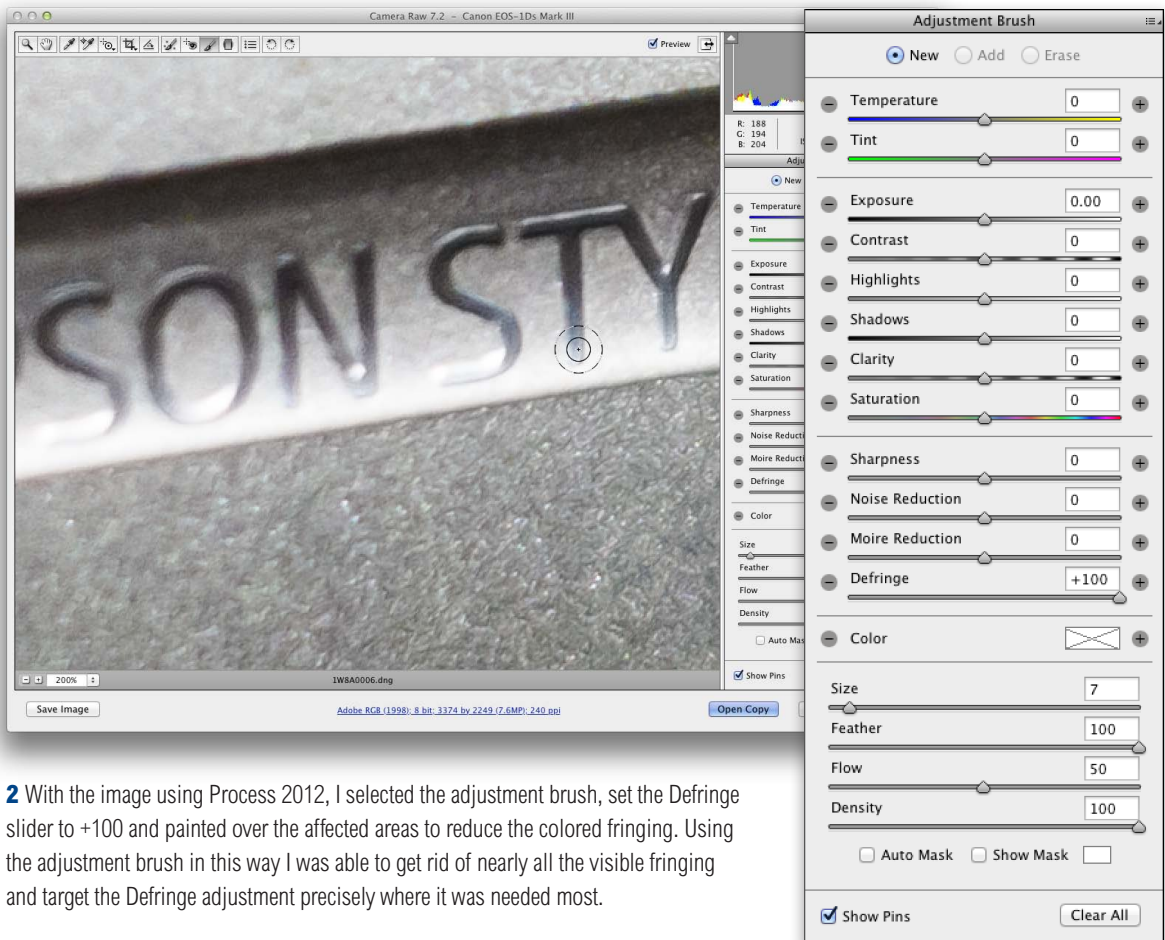 Camera Raw 7.2 – Canon EOS-1Ds Mark III
Preview
SON STY
200%
1W8A0006.dng
Save Image
Adobe RGB (1998); 8 bit; 3374 by 2249 (7.6MP); 240 ppi
Open Copy
R: 188
G: 194
B: 204
Adju
New
Temperature
Tint
Exposure
Contrast
Highlights
Shadows
Clarity
Saturation
Sharpness
Noise Reducti
Moire Reducti
Defringe
Color
Size
Feather
Flow
Density
Auto Mas
Show Pins
Adjustment Brush
New Add Erase
Temperature 0
Tint 0
Exposure 0.00
Contrast 0
Highlights 0
Shadows 0
Clarity 0
Saturation 0
Sharpness 0
Noise Reduction 0
Moire Reduction 0
Defringe +100
Color
Size 7
Feather 100
Flow 50
Density 100
Auto Mask Show Mask
Show Pins Clear All
2 With the image using Process 2012, I selected the adjustment brush, set the Defringe
slider to +100 and painted over the affected areas to reduce the colored fringing. Using
the adjustment brush in this way I was able to get rid of nearly all the visible fringing
and target the Defringe adjustment precisely where it was needed most.